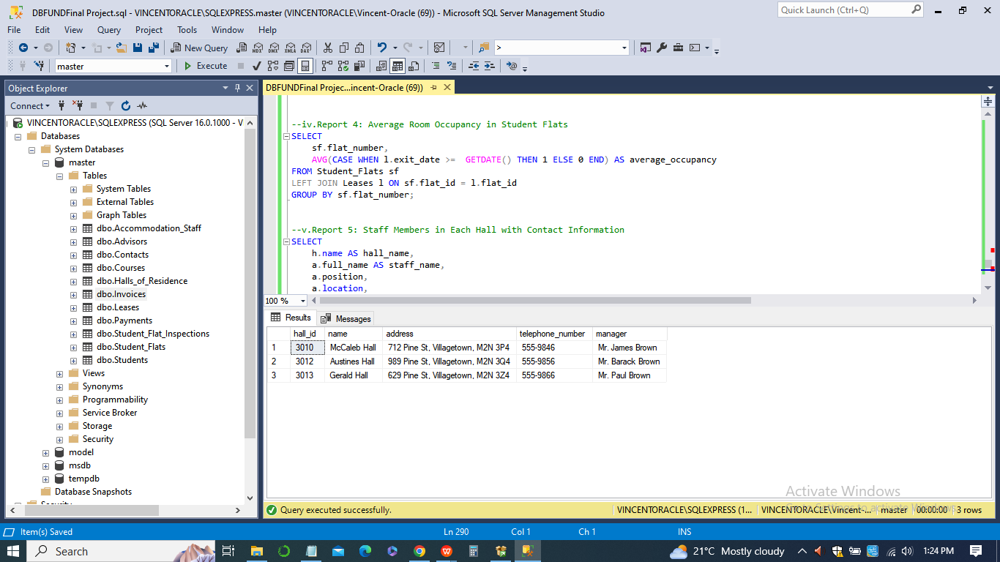 DBFUNDFinal Project.sql - VINCENTORACLE\SQLEXPRESS.master (VINCENTORACLE\Vincent-Oracle (69)) - Microsoft SQL Server Management Studio
Quick Launch (Ctrl+Q)
File Edit View Query Project Tools Window Help
New Query MDX DMX XMLA DAX >
master Execute
Object Explorer
Connect
VINCENTORACLE\SQLEXPRESS (SQL Server 16.0.1000 - V
Databases
System Databases
master
Tables
System Tables
External Tables
Graph Tables
dbo.Accommodation_Staff
dbo.Advisors
dbo.Contacts
dbo.Courses
dbo.Halls_of_Residence
dbo.Invoices
dbo.Leases
dbo.Payments
dbo.Student_Flat_Inspections
dbo.Student_Flats
dbo.Students
Views
Synonyms
Programmability
Service Broker
Storage
Security
model
msdb
tempdb
Database Snapshots
DBFUNDFinal Projec...incent-Oracle (69))
--iv.Report 4: Average Room Occupancy in Student Flats
SELECT
sf.flat_number,
AVG(CASE WHEN l.exit_date >= GETDATE() THEN 1 ELSE 0 END) AS average_occupancy
FROM Student_Flats sf
LEFT JOIN Leases l ON sf.flat_id = l.flat_id
GROUP BY sf.flat_number;
--v.Report 5: Staff Members in Each Hall with Contact Information
SELECT
h.name AS hall_name,
a.full_name AS staff_name,
a.position,
a.location,
100 %
Results Messages
hall_id name address telephone_number manager
1 3010 McCaleb Hall 712 Pine St, Villagetown, M2N 3P4 555-9846 Mr. James Brown
2 3012 Austines Hall 989 Pine St, Villagetown, M2N 3Q4 555-9856 Mr. Barack Brown
3 3013 Gerald Hall 629 Pine St, Villagetown, M2N 3Z4 555-9866 Mr. Paul Brown
Activate Windows
Go to Settings to activate Windows.
Query executed successfully. VINCENTORACLE\SQLEXPRESS (1... VINCENTORACLE\Vincent-... master 00:00:00 3 rows
Item(s) Saved Ln 290 Col 1 Ch 1 INS
Search 21°C Mostly cloudy 1:24 PM